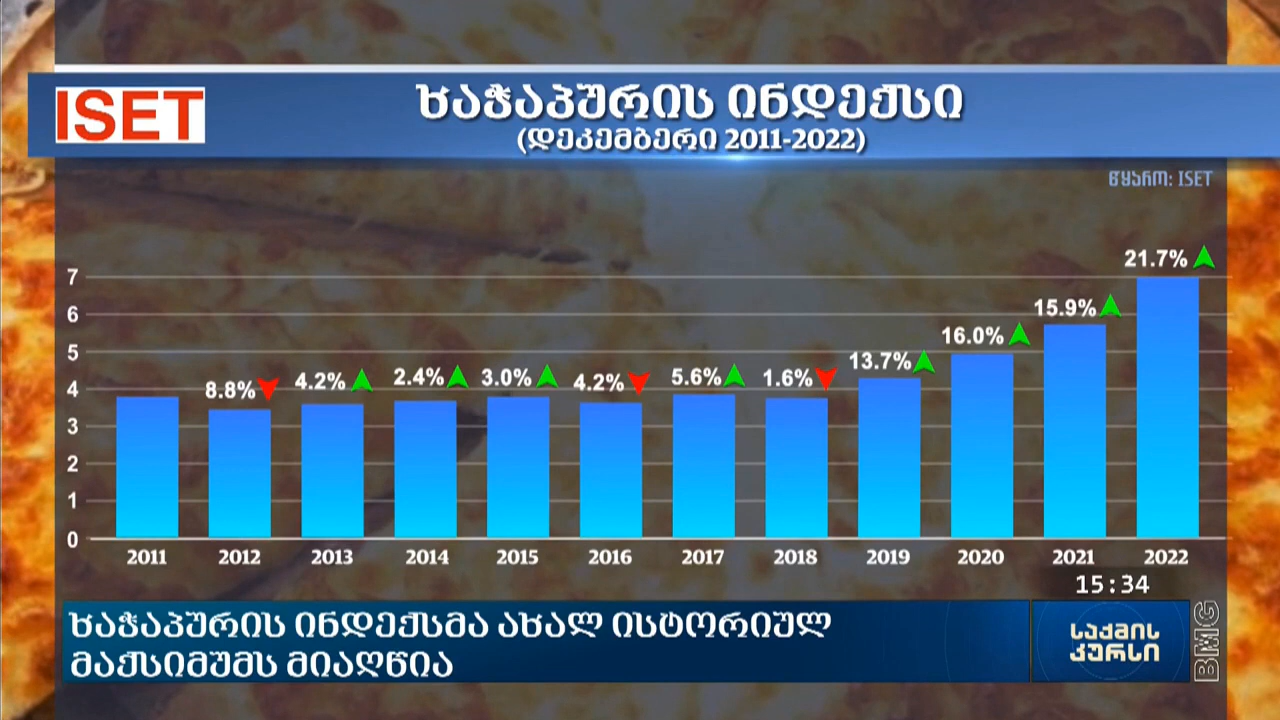 ISET
ხაჭაპურის ინდექსი
(დეკემბერი 2011-2022)
წყარო: ISET
21.7%
7
15.9%
6
16.0%
5
13.7%
8.8%
4.2%
2.4%
3.0%
4.2%
5.6%
1.6%
4
3
2
1
0
2011 2012 2013 2014 2015 2016 2017 2018 2019 2020 2021 2022
15:34
ხაჭაპურის ინდექსმა ახალ ისტორიულ
მაქსიმუმს მიაღწია
საქმის
კურსი
BMG